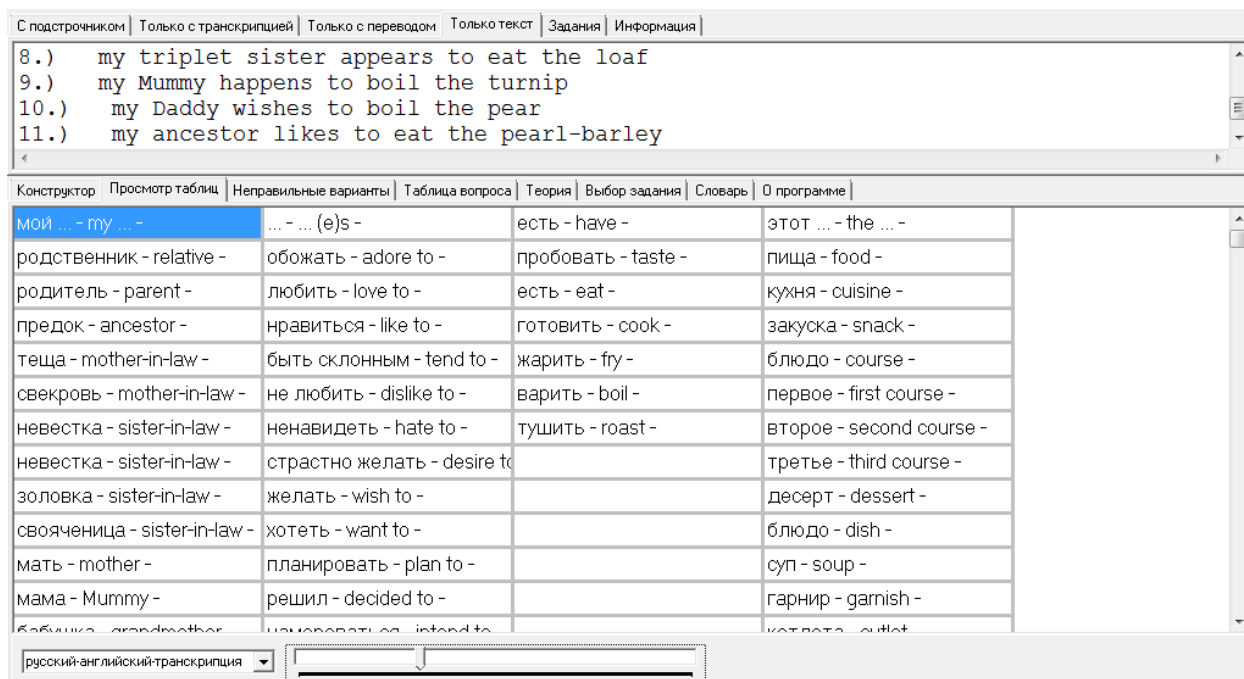 С подстрочником Только с транскрипцией Только с переводом Только текст Задания Информация
8.) my triplet sister appears to eat the loaf
9.) my Mummy happens to boil the turnip
10.) my Daddy wishes to boil the pear
11.) my ancestor likes to eat the pearl-barley
Конструктор Просмотр таблиц Неправильные варианты Таблица вопроса Теория Выбор задания Словарь О программе
мой ... - my ... - ... - ... (e)s - есть - have - этот ... - the ... -
родственник - relative - обожать - adore to - пробовать - taste - пища - food -
родитель - parent - любить - love to - есть - eat - кухня - cuisine -
предок - ancestor - нравиться - like to - готовить - cook - закуска - snack -
теща - mother-in-law - быть склонным - tend to - жарить - fry - блюдо - course -
свекровь - mother-in-law - не любить - dislike to - варить - boil - первое - first course -
невестка - sister-in-law - ненавидеть - hate to - тушить - roast - второе - second course -
невестка - sister-in-law - страстно желать - desire to третье - third course -
золовка - sister-in-law - желать - wish to - десерт - dessert -
свояченица - sister-in-law - хотеть - want to - блюдо - dish -
мать - mother - планировать - plan to - суп - soup -
мама - Mummy - решил - decided to - гарнир - garnish -
бабушка - grandmother намереваться - intend to котлета - cutlet
русский-английский-транскрипция